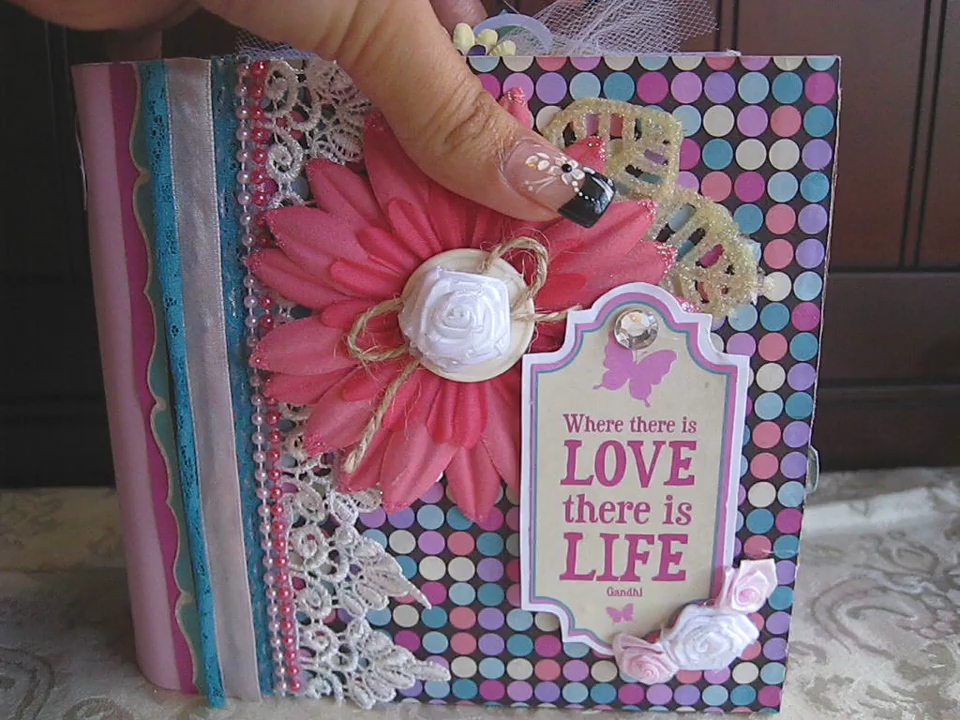 Where there is
LOVE
there is
LIFE
Gandhi